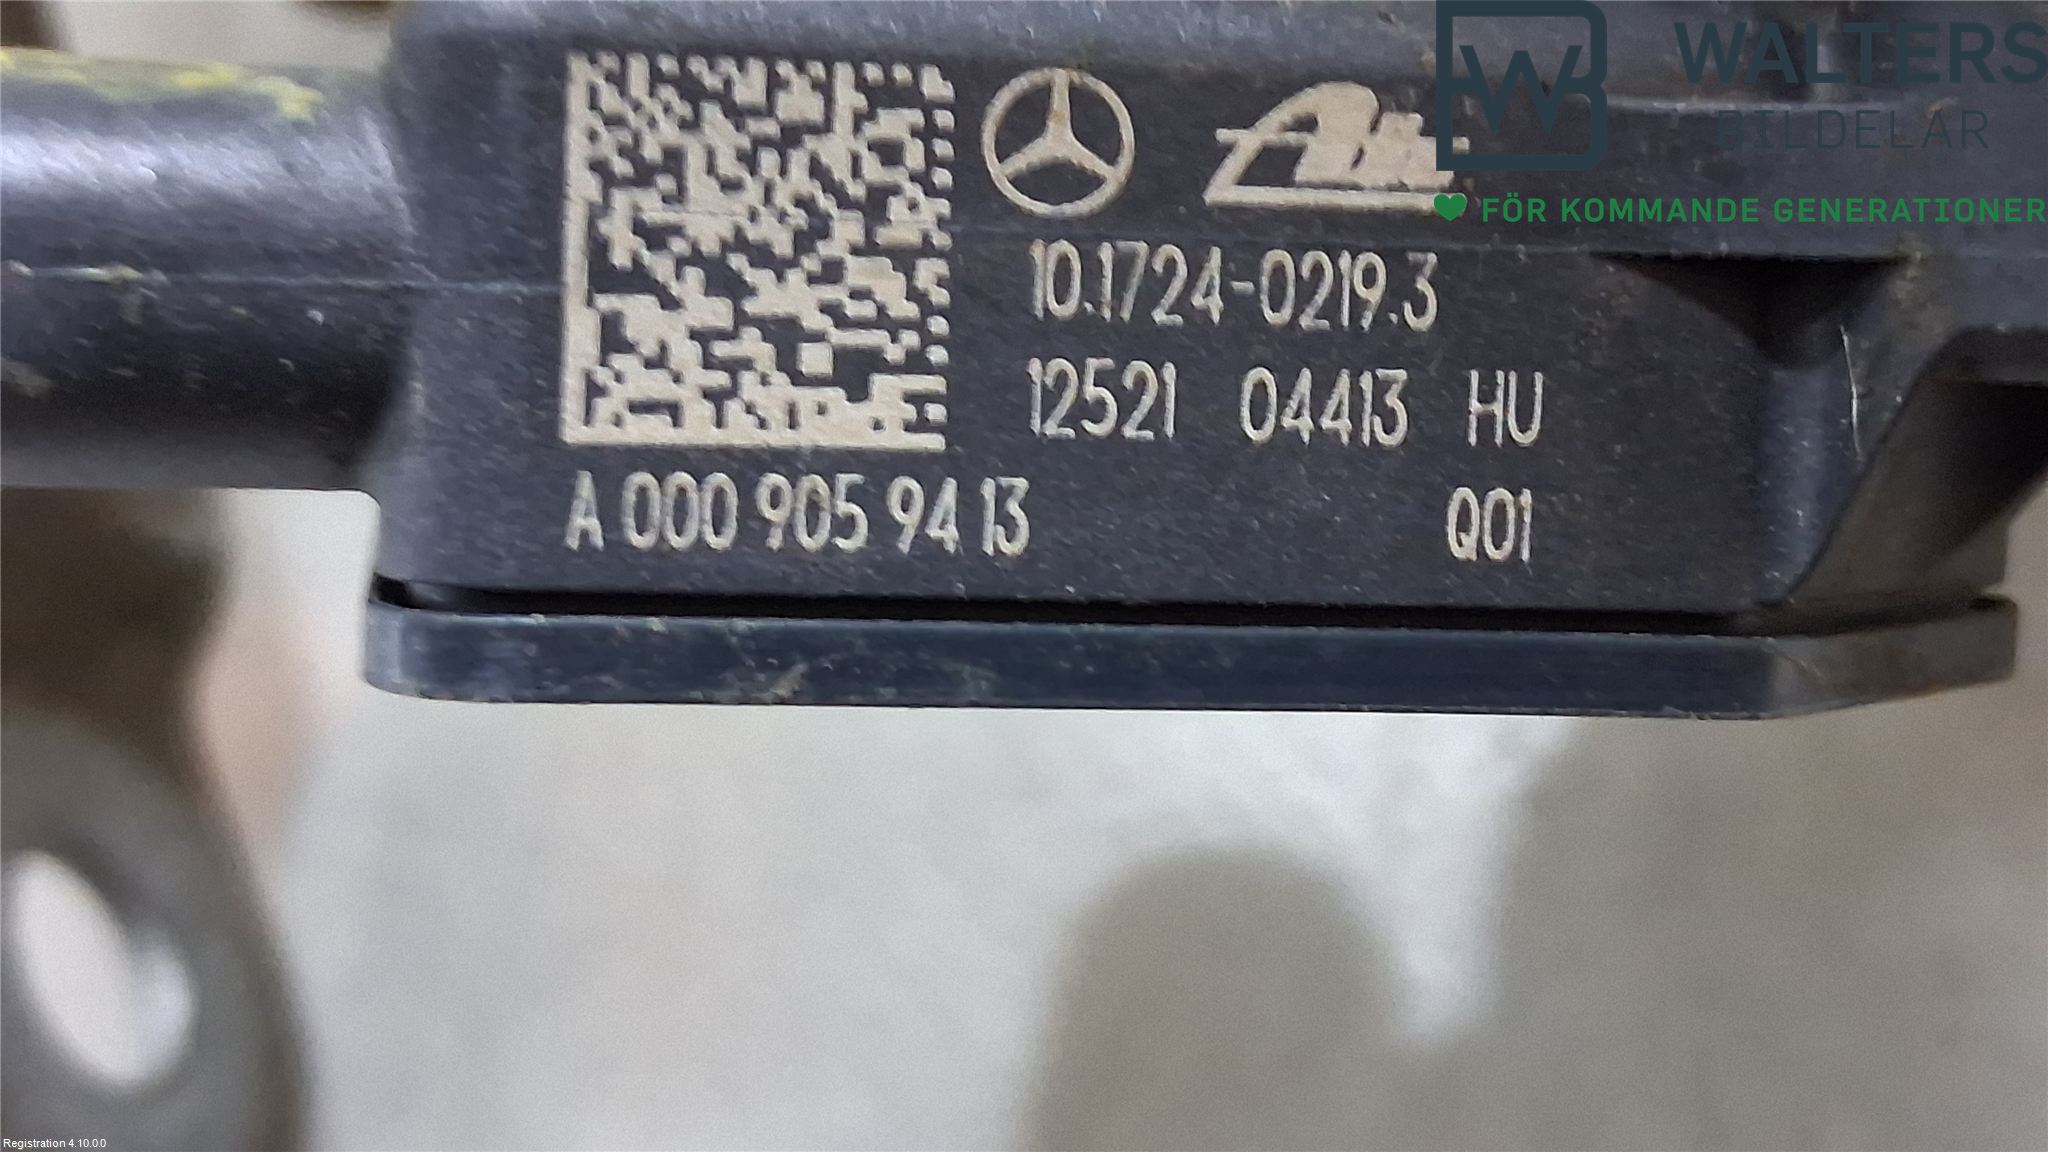 WALTERS
BILDELAR
FÖR KOMMANDE GENERATIONER
10.1724-0219.3
12521 04413 HU
A 000 905 94 13
Q01
Registration 4.10.0.0